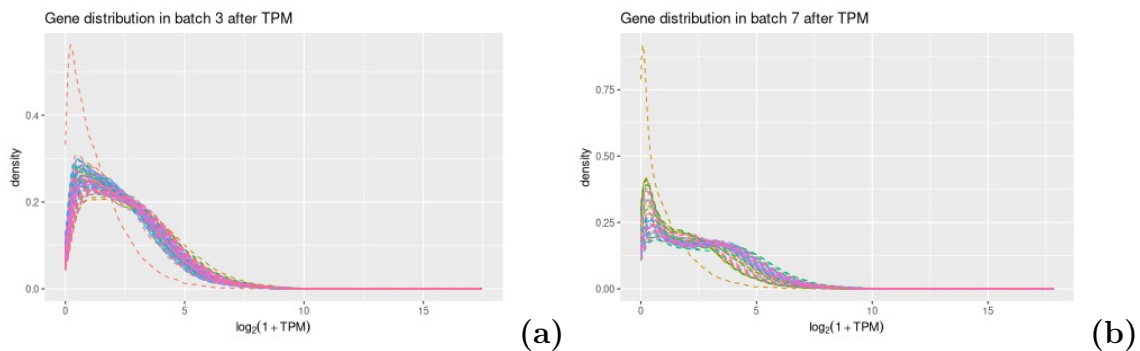 Gene distribution in batch 3 after TPM
density
0.4
0.2
0.0
0
5
10
15
log₂(1+TPM)
(a)
Gene distribution in batch 7 after TPM
density
0.75
0.50
0.25
0.00
0
5
10
15
log₂(1+TPM)
(b)